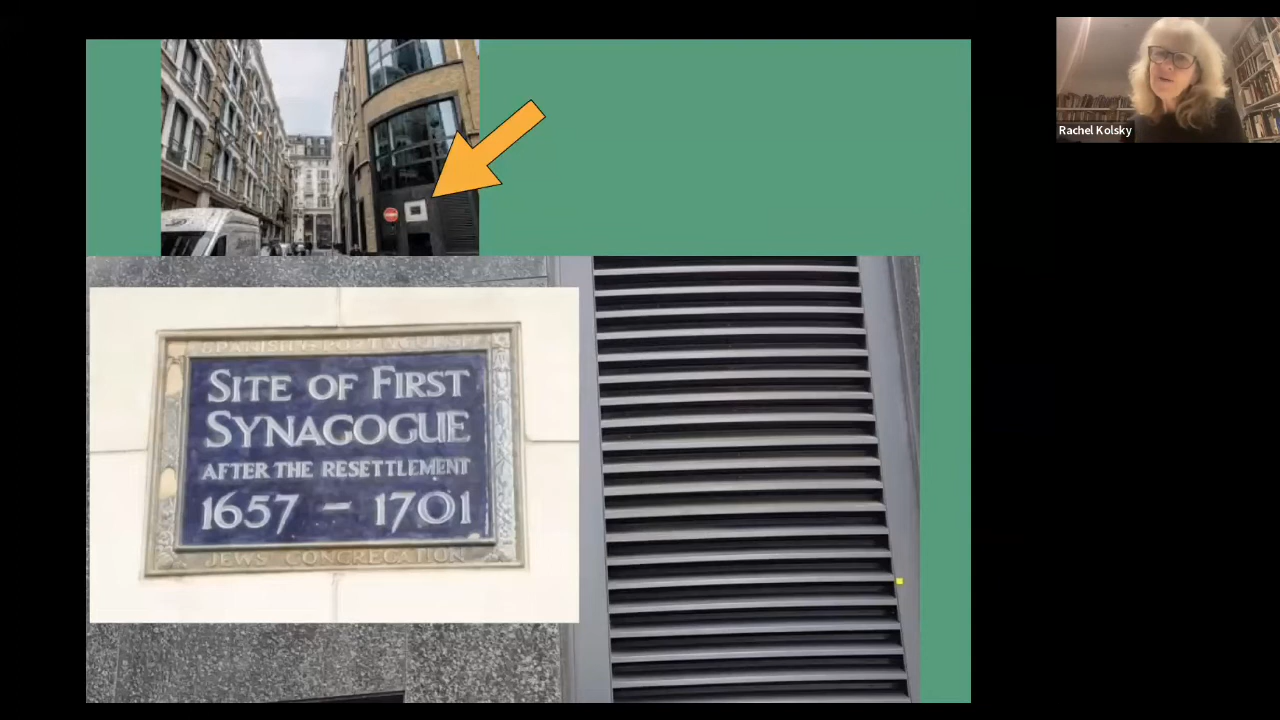 Rachel Kolsky
SPANISH & PORTUGUESE
SITE OF FIRST
SYNAGOGUE
AFTER THE RESETTLEMENT
1657 – 1701
JEWS CONGREGATION